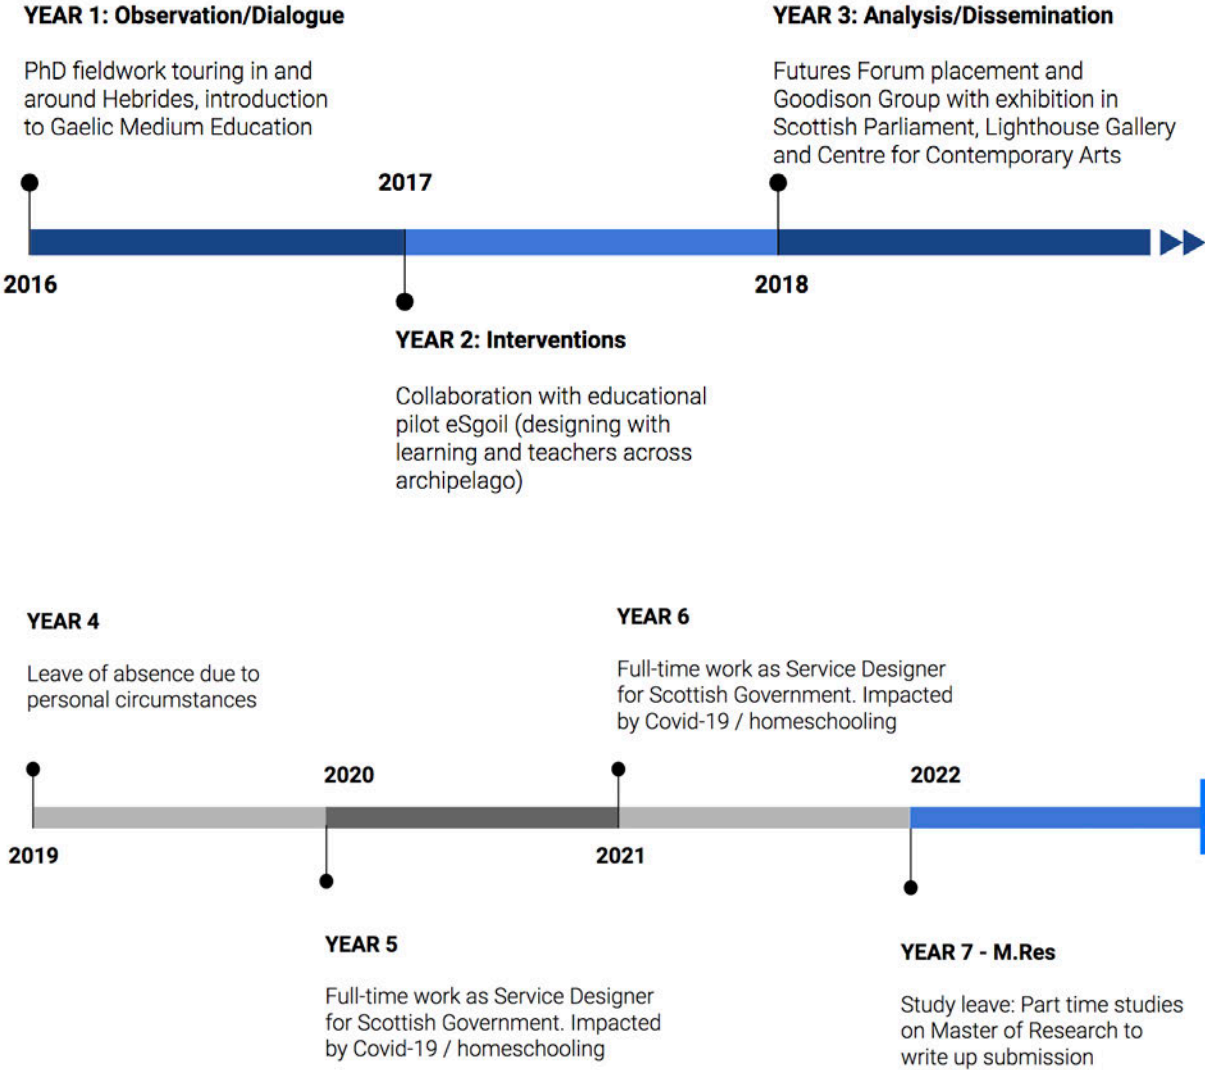 YEAR 1: Observation/Dialogue
PhD fieldwork touring in and
around Hebrides, introduction
to Gaelic Medium Education
YEAR 3: Analysis/Dissemination
Futures Forum placement and
Goodison Group with exhibition in
Scottish Parliament, Lighthouse Gallery
and Centre for Contemporary Arts
2017
2016
2018
YEAR 2: Interventions
Collaboration with educational
pilot eSgoil (designing with
learning and teachers across
archipelago)
YEAR 4
Leave of absence due to
personal circumstances
YEAR 6
Full-time work as Service Designer
for Scottish Government. Impacted
by Covid-19 / homeschooling
2020
2022
2019
2021
YEAR 5
Full-time work as Service Designer
for Scottish Government. Impacted
by Covid-19 / homeschooling
YEAR 7 - M.Res
Study leave: Part time studies
on Master of Research to
write up submission